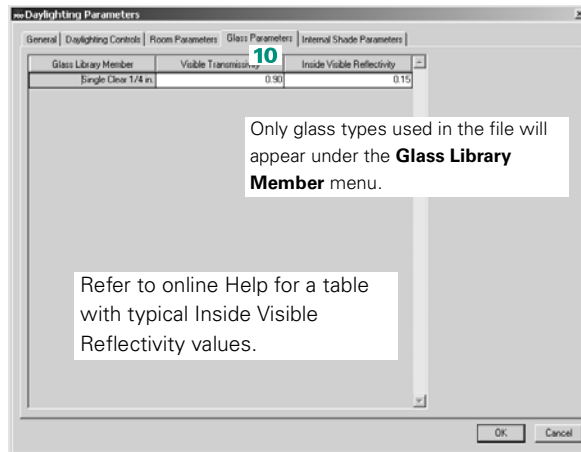 Daylighting Parameters
General Daylighting Controls Room Parameters Glass Parameters Internal Shade Parameters
10
Glass Library Member Visible Transmissivity Inside Visible Reflectivity
Single Clear 1/4 in. 0.90 0.15
Only glass types used in the file will
appear under the Glass Library
Member menu.
Refer to online Help for a table
with typical Inside Visible
Reflectivity values.
OK Cancel